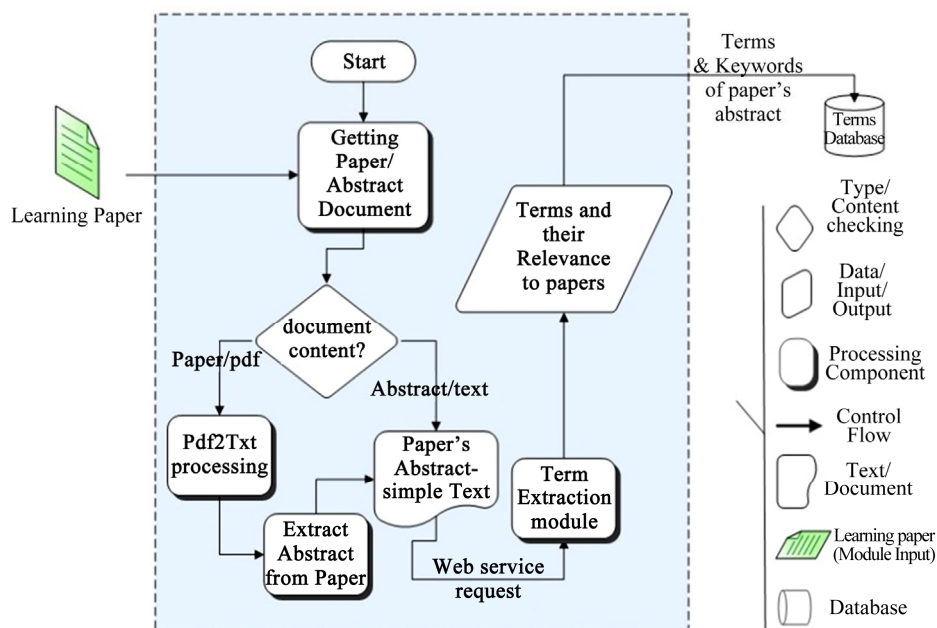 Start
Getting
Paper/
Abstract
Document
Learning Paper
document
content?
Paper/pdf
Abstract/text
Pdf2Txt
processing
Extract
Abstract
from Paper
Paper's
Abstract-
simple Text
Web service
request
Term
Extraction
module
Terms and
their
Relevance
to papers
Terms
& Keywords
of paper's
abstract
Terms
Database
Type/
Content
checking
Data/
Input/
Output
Processing
Component
Control
Flow
Text/
Document
Learning paper
(Module Input)
Database